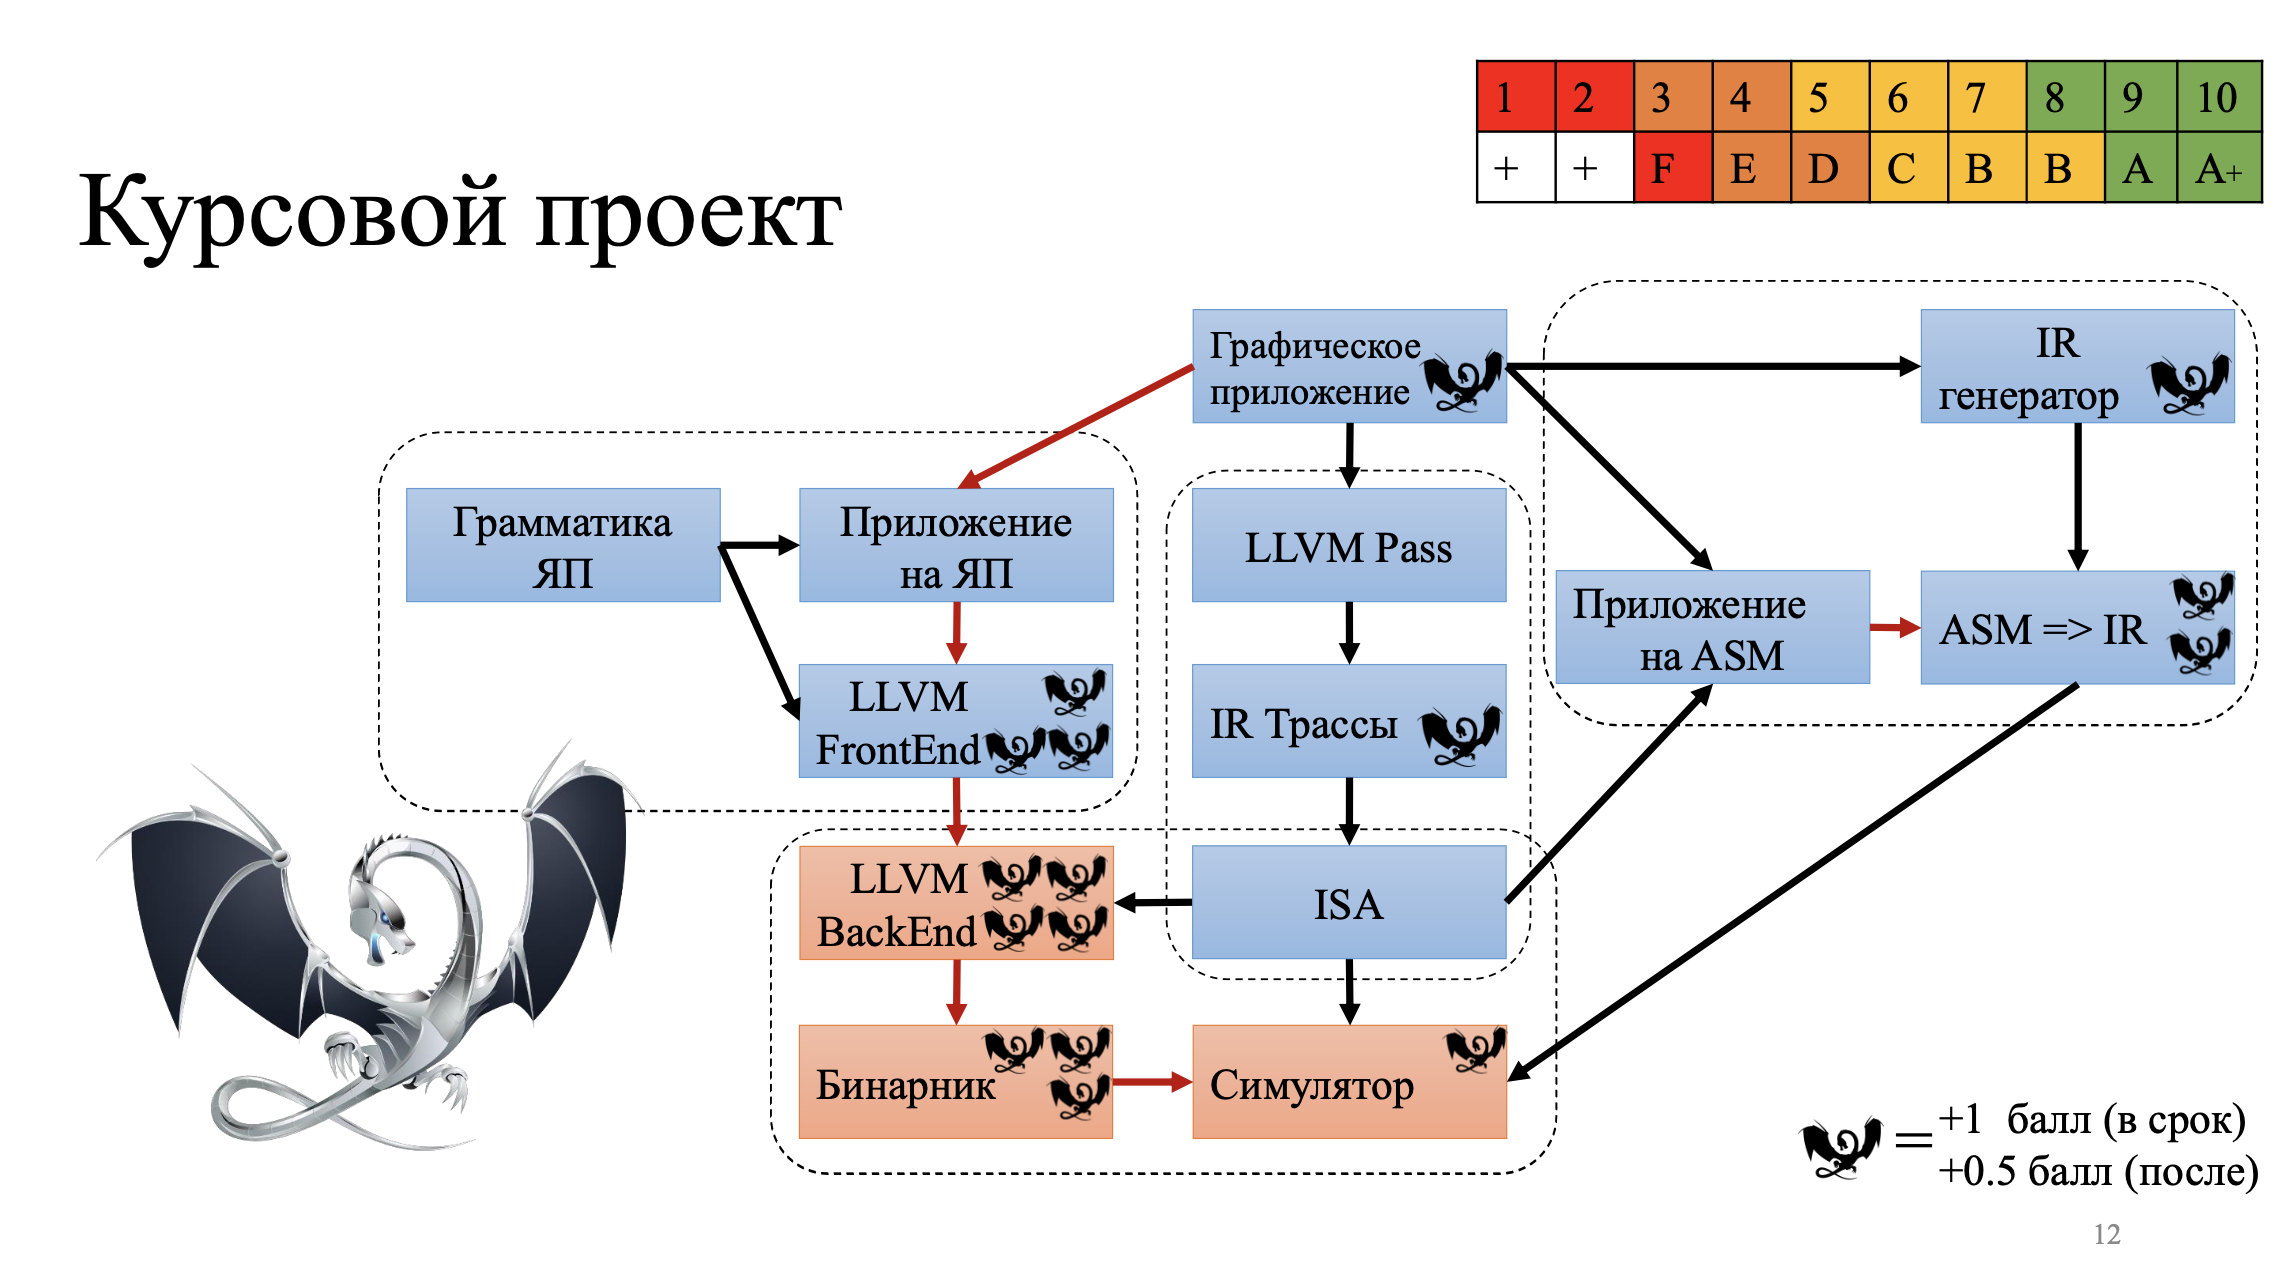 1 2 3 4 5 6 7 8 9 10
+ + F E D C B B A A+
Курсовой проект
Графическое
приложение
IR
генератор
Грамматика
ЯП
Приложение
на ЯП
LLVM Pass
Приложение
на ASM
ASM => IR
LLVM
FrontEnd
IR Трассы
LLVM
BackEnd
ISA
Бинарник
Симулятор
= +1 балл (в срок)
+0.5 балл (после)
12